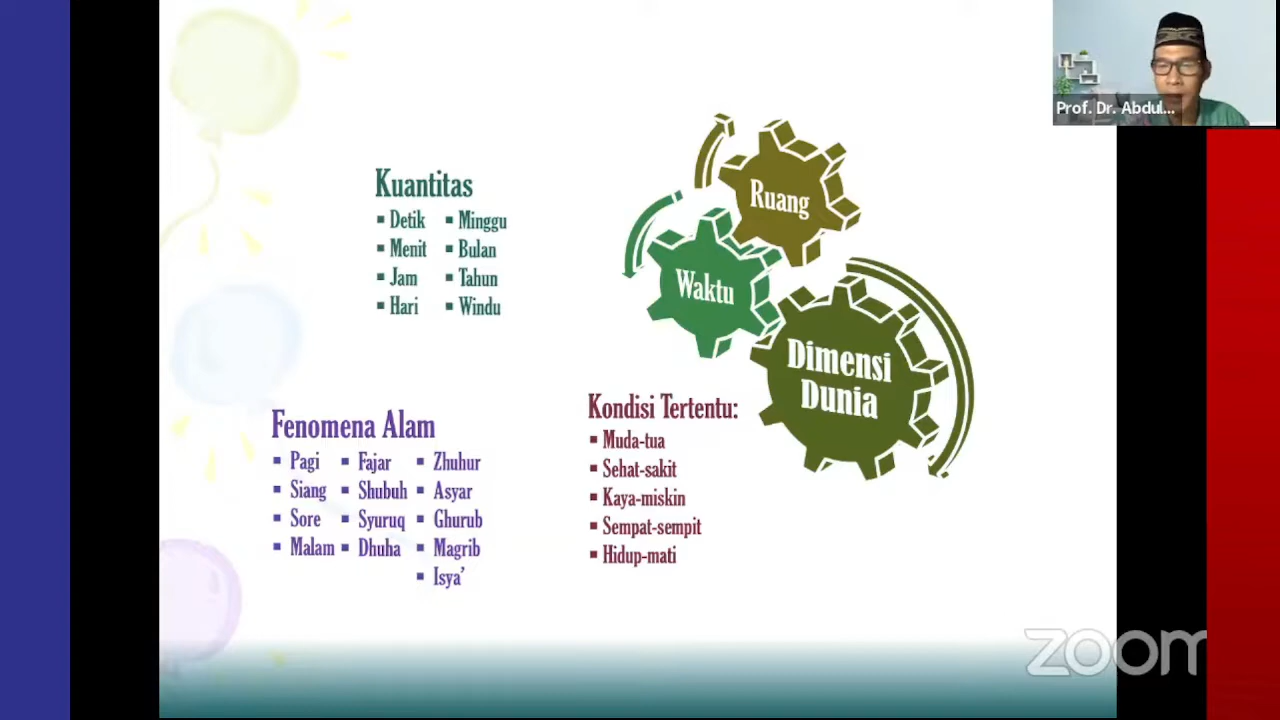 Prof. Dr. Abdul...
Kuantitas
▪ Detik ▪ Minggu
▪ Menit ▪ Bulan
▪ Jam ▪ Tahun
▪ Hari ▪ Windu
Ruang
Waktu
Dimensi
Dunia
Fenomena Alam
▪ Pagi ▪ Fajar ▪ Zhuhur
▪ Siang ▪ Shubuh ▪ Asyar
▪ Sore ▪ Syuruq ▪ Ghurub
▪ Malam ▪ Dhuha ▪ Magrib
▪ Isya’
Kondisi Tertentu:
▪ Muda-tua
▪ Sehat-sakit
▪ Kaya-miskin
▪ Sempat-sempit
▪ Hidup-mati
zoom